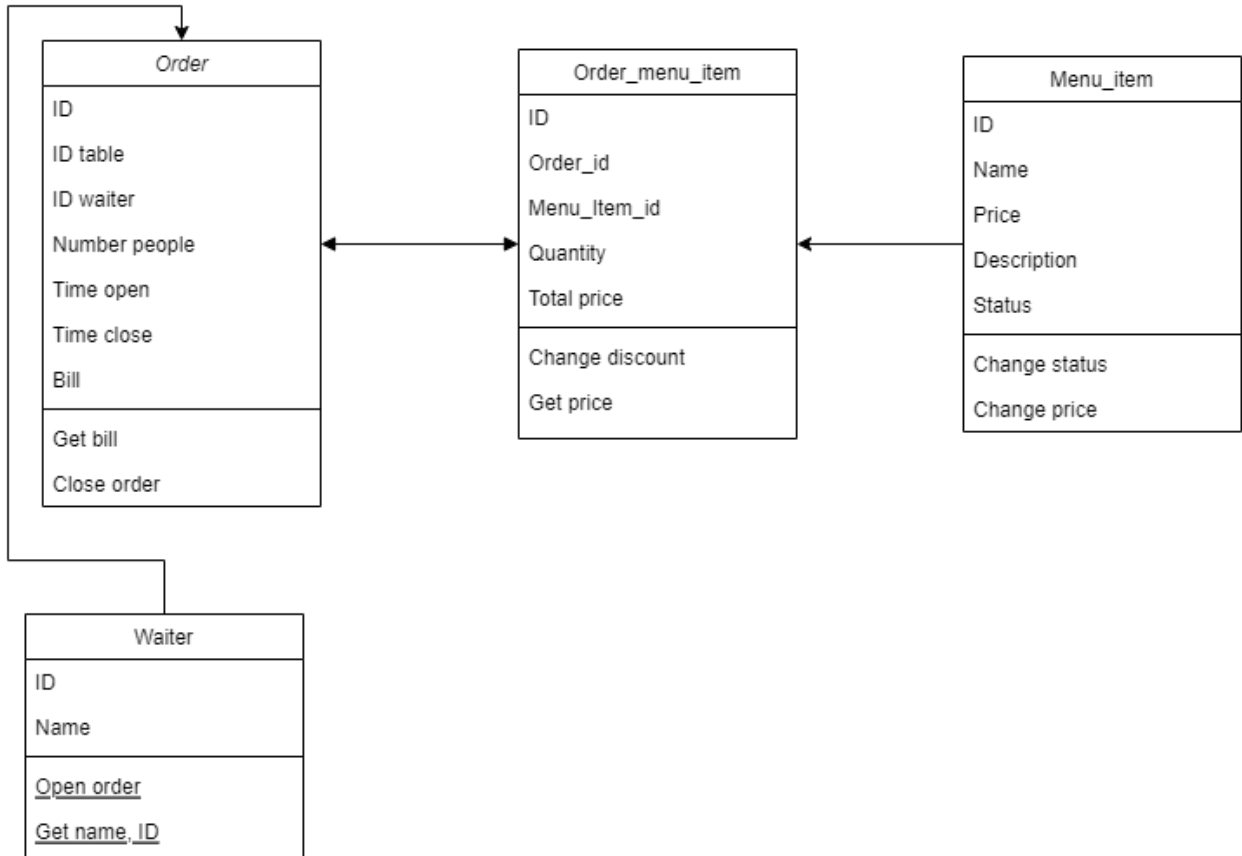 Order
ID
ID table
ID waiter
Number people
Time open
Time close
Bill
Get bill
Close order
Order_menu_item
ID
Order_id
Menu_Item_id
Quantity
Total price
Change discount
Get price
Menu_item
ID
Name
Price
Description
Status
Change status
Change price
Waiter
ID
Name
Open order
Get name, ID